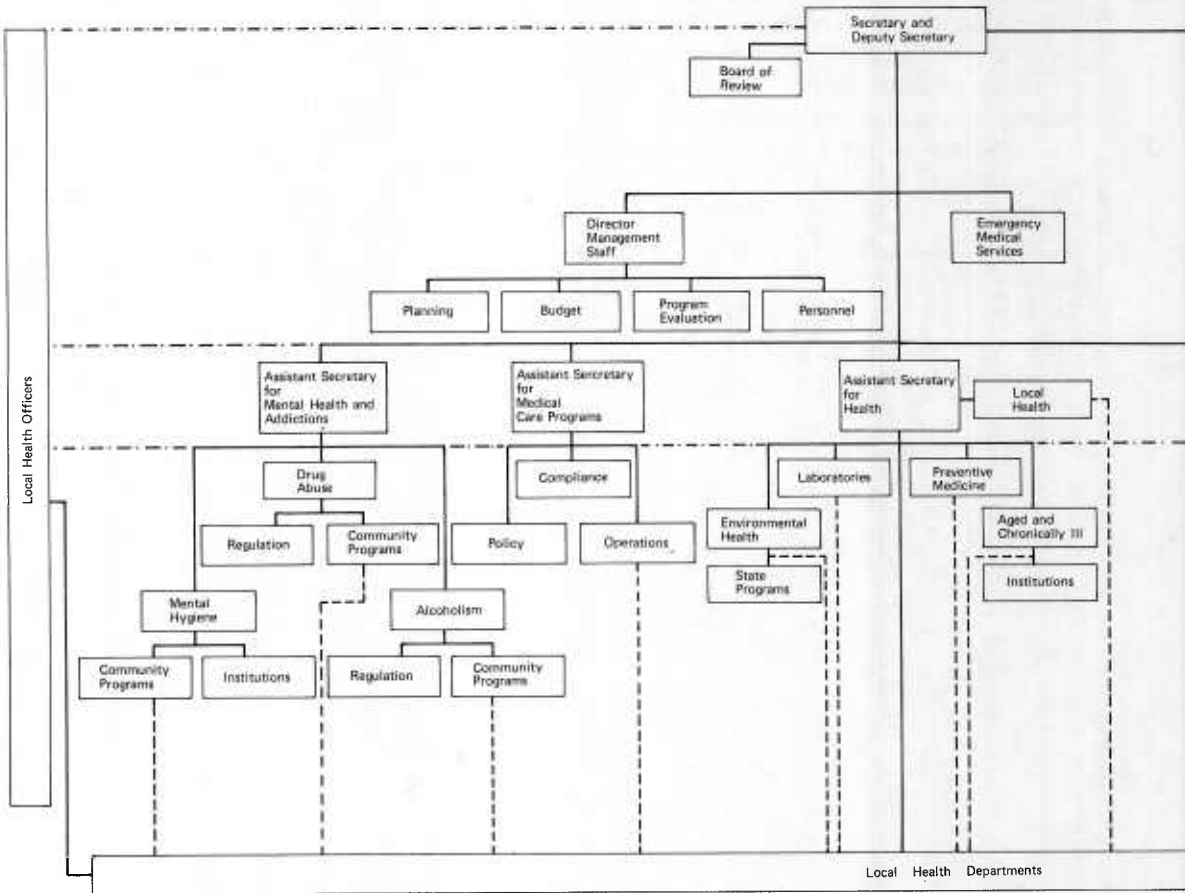 Secretary and
Deputy Secretary
Board of
Review
Director
Management
Staff
Emergency
Medical
Services
Planning
Budget
Program
Evaluation
Personnel
Assistant Secretary
for
Mental Health and
Addictions
Assistant Sercretary
for
Medical
Care Programs
Assistant Secretary
for
Health
Local
Health
Local Health Officers
Drug
Abuse
Compliance
Laboratories
Preventive
Medicine
Regulation
Community
Programs
Policy
Operations
Environmental
Health
Aged and
Chronically Ill
State
Programs
Institutions
Mental
Hygiene
Alcoholism
Community
Programs
Institutions
Regulation
Community
Programs
Local Health Departments